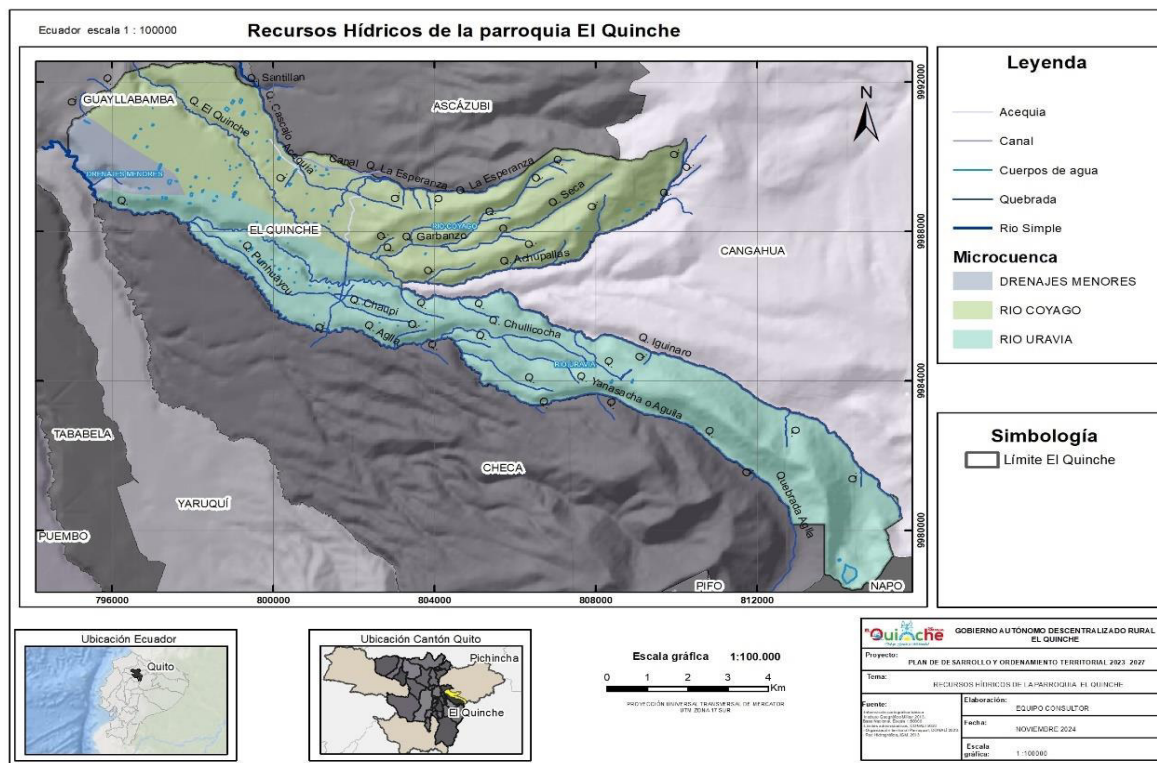 Ecuador escala 1 : 100000
Recursos Hídricos de la parroquia El Quinche
N
GUAYLLABAMBA
Q. Santillan
ASCÁZUBI
Q. El Quinche
Q. Cascajo
Acequia
Canal
Q. La Esperanza
Q. La Esperanza
DRENAJES MENORES
Q. Seca
EL QUINCHE
RIO COYAGO
Q. Garbanzo
Q. Achupallas
CANGAHUA
Q. Punhuaycu
Q. Chaupi
Q. Aglla
Q. Chullicocha
Q. Iguinaro
RIO URAVIA
Q. Yanasacha o Aguila
TABABELA
CHECA
YARUQUÍ
Quebrada Aglla
PUEMBO
PIFO
NAPO
796000
800000
804000
808000
812000
9992000
9988000
9984000
9980000
Leyenda
Acequia
Canal
Cuerpos de agua
Quebrada
Rio Simple
Microcuenca
DRENAJES MENORES
RIO COYAGO
RIO URAVIA
Simbología
Límite El Quinche
Ubicación Ecuador
Quito
Ubicación Cantón Quito
Pichincha
El Quinche
Escala gráfica 1:100.000
0 1 2 3 4
Km
PROYECCIÓN UNIVERSAL TRANSVERSAL DE MERCATOR
UTM ZONA 17 SUR
El Quinche
GOBIERNO AUTÓNOMO DESCENTRALIZADO RURAL
EL QUINCHE
Proyecto:
PLAN DE DESARROLLO Y ORDENAMIENTO TERRITORIAL 2023 2027
Tema:
RECURSOS HÍDRICOS DE LA PARROQUIA EL QUINCHE
Fuente:
Elaboración:
EQUIPO CONSULTOR
Fecha:
NOVIEMBRE 2024
Escala
gráfica:
1 :100000